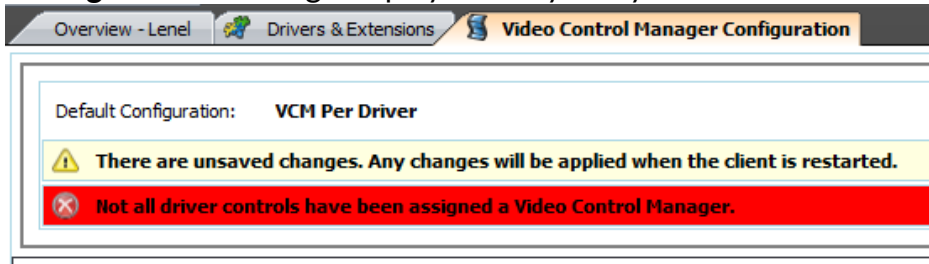 Overview - Lenel Drivers & Extensions Video Control Manager Configuration
Default Configuration: VCM Per Driver
There are unsaved changes. Any changes will be applied when the client is restarted.
Not all driver controls have been assigned a Video Control Manager.